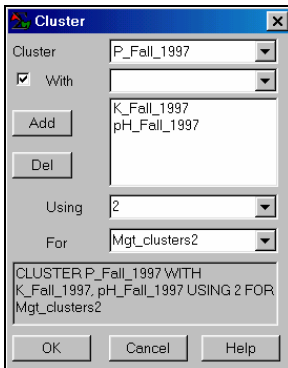 Cluster
Cluster P_Fall_1997
With
K_Fall_1997
pH_Fall_1997
Add
Del
Using 2
For Mgt_clusters2
CLUSTER P_Fall_1997 WITH
K_Fall_1997, pH_Fall_1997 USING 2 FOR
Mgt_clusters2
OK Cancel Help